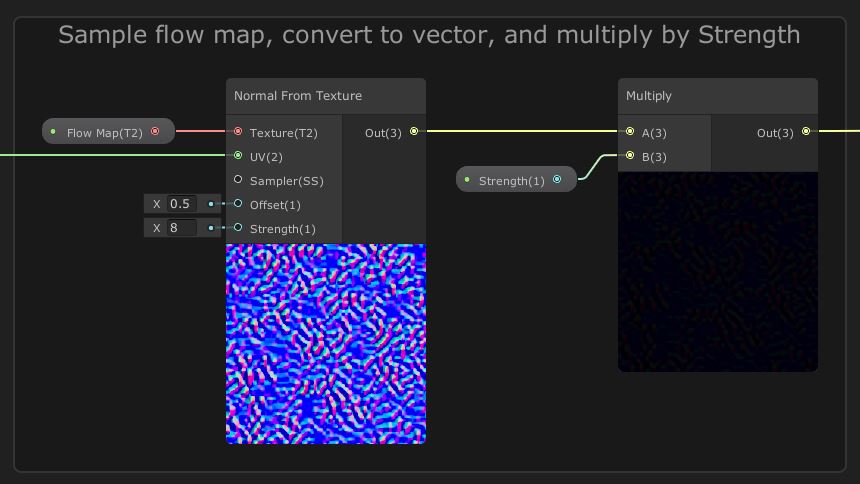 Sample flow map, convert to vector, and multiply by Strength
Normal From Texture
Flow Map(T2)
Texture(T2)
Out(3)
UV(2)
Sampler(SS)
X 0.5
Offset(1)
X 8
Strength(1)
Multiply
A(3)
Out(3)
B(3)
Strength(1)